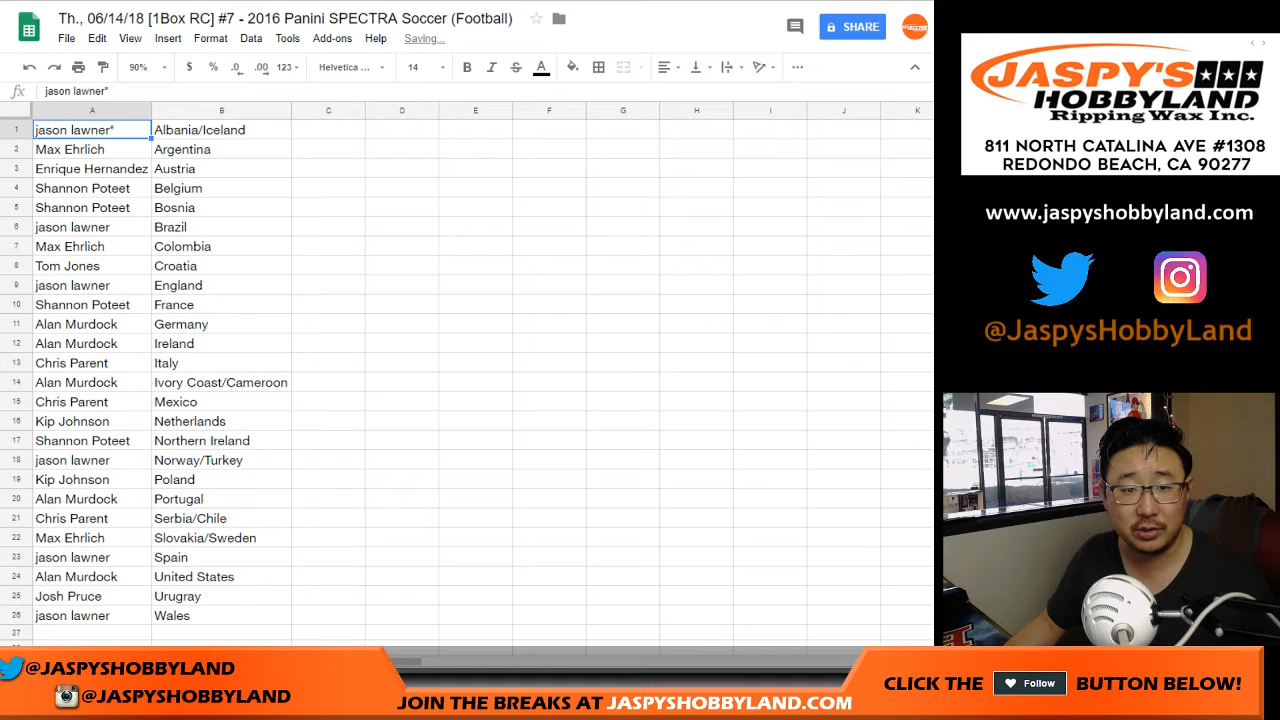 Th., 06/14/18 [1Box RC] #7 - 2016 Panini SPECTRA Soccer (Football)
File Edit View Insert Format Data Tools Add-ons Help Saving...
SHARE
90% $ % .0 .00 123 Helvetica ... 14 B I S A
fx jason lawner*
A B C D E F G H I J K
1 jason lawner* Albania/Iceland
2 Max Ehrlich Argentina
3 Enrique Hernandez Austria
4 Shannon Poteet Belgium
5 Shannon Poteet Bosnia
6 jason lawner Brazil
7 Max Ehrlich Colombia
8 Tom Jones Croatia
9 jason lawner England
10 Shannon Poteet France
11 Alan Murdock Germany
12 Alan Murdock Ireland
13 Chris Parent Italy
14 Alan Murdock Ivory Coast/Cameroon
15 Chris Parent Mexico
16 Kip Johnson Netherlands
17 Shannon Poteet Northern Ireland
18 jason lawner Norway/Turkey
19 Kip Johnson Poland
20 Alan Murdock Portugal
21 Chris Parent Serbia/Chile
22 Max Ehrlich Slovakia/Sweden
23 jason lawner Spain
24 Alan Murdock United States
25 Josh Pruce Urugray
26 jason lawner Wales
27
JASPY'S
HOBBYLAND
Ripping Wax Inc.
811 NORTH CATALINA AVE #1308
REDONDO BEACH, CA 90277
www.jaspyshobbyland.com
@JaspysHobbyLand
@JASPYSHOBBYLAND
@JASPYSHOBBYLAND
JOIN THE BREAKS AT JASPYSHOBBYLAND.COM
CLICK THE Follow BUTTON BELOW!